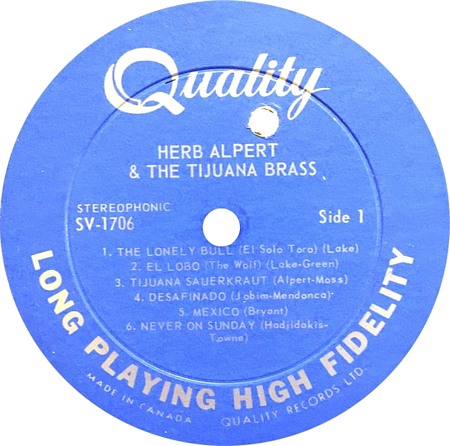 Quality
HERB ALPERT
& THE TIJUANA BRASS
STEREOPHONIC
SV-1706
Side 1
1. THE LONELY BULL (El Solo Toro) (Lake)
2. EL LOBO (The Wolf) (Lake-Green)
3. TIJUANA SAUERKRAUT (Alpert-Moss)
4. DESAFINADO (Jobim-Mendonca)
5. MEXICO (Bryant)
6. NEVER ON SUNDAY (Hadjidakis-
Towne)
LONG PLAYING HIGH FIDELITY
MADE IN CANADA
QUALITY RECORDS LTD.